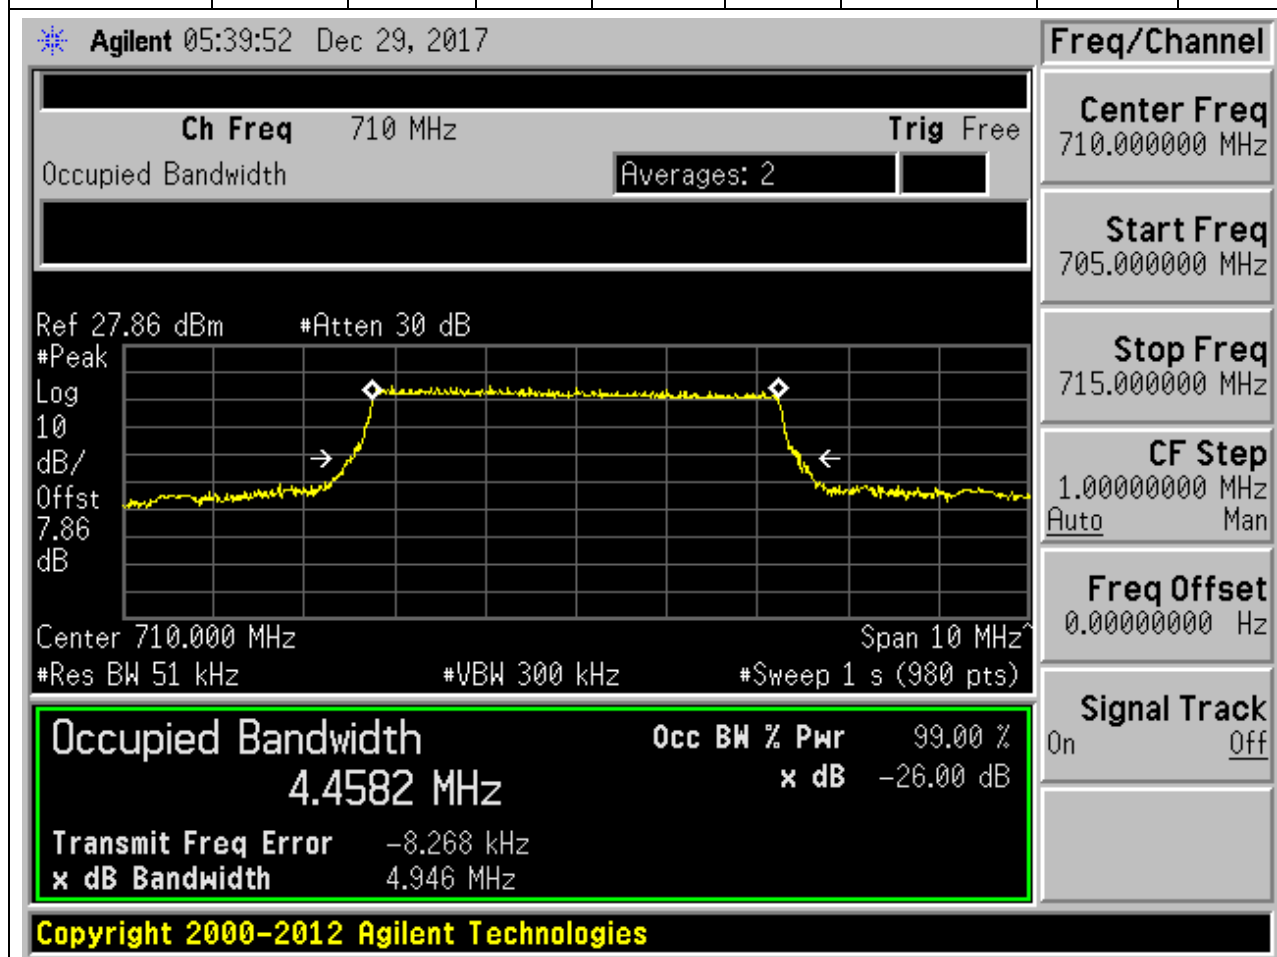 Agilent 05:39:52 Dec 29, 2017
Freq/Channel
Ch Freq 710 MHz Trig Free
Occupied Bandwidth Averages: 2
Center Freq
710.000000 MHz
Start Freq
705.000000 MHz
Stop Freq
715.000000 MHz
CF Step
1.00000000 MHz
Auto Man
Freq Offset
0.00000000 Hz
Signal Track
On Off
Ref 27.86 dBm #Atten 30 dB
#Peak
Log
10
dB/
Offst
7.86
dB
Center 710.000 MHz Span 10 MHz^
#Res BW 51 kHz #VBW 300 kHz #Sweep 1 s (980 pts)
Occupied Bandwidth Occ BW % Pwr 99.00 %
4.4582 MHz x dB -26.00 dB
Transmit Freq Error -8.268 kHz
x dB Bandwidth 4.946 MHz
Copyright 2000-2012 Agilent Technologies